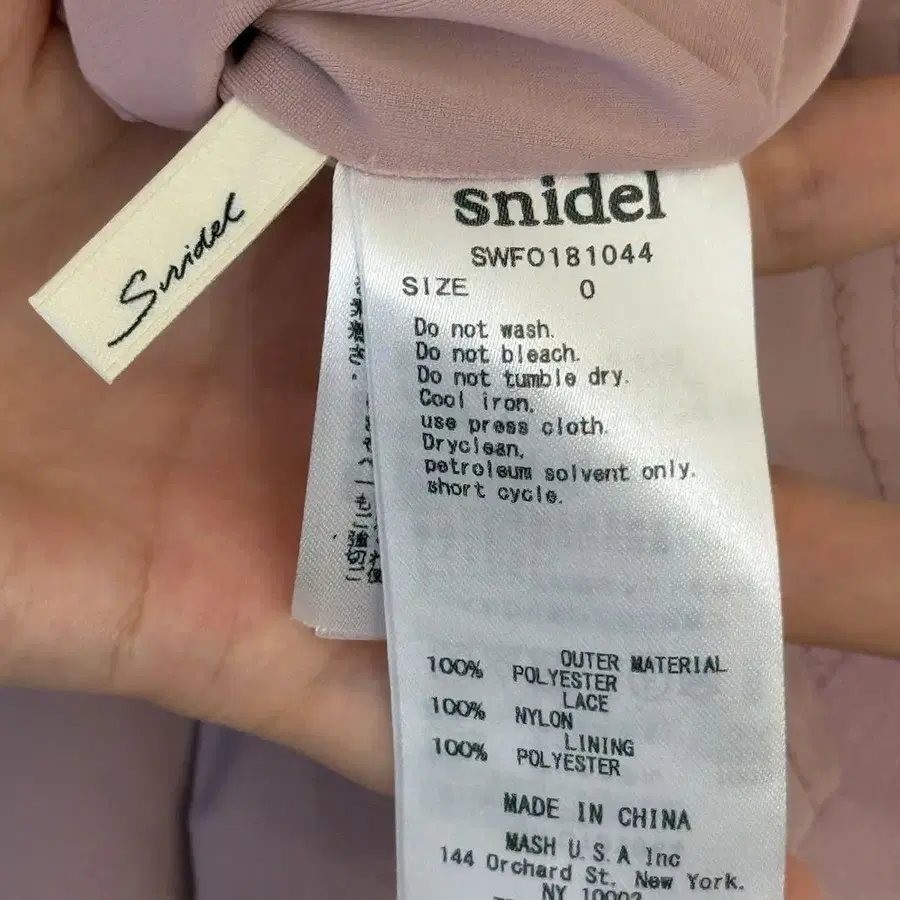 Snidel
snidel
SWFO181044
SIZE 0
Do not wash.
Do not bleach.
Do not tumble dry.
Cool iron.
use press cloth.
Dryclean,
petroleum solvent only.
short cycle.
OUTER MATERIAL
100% POLYESTER
LACE
100% NYLON
LINING
100% POLYESTER
MADE IN CHINA
MASH U.S.A Inc
144 Orchard St. New York.
NY 10002